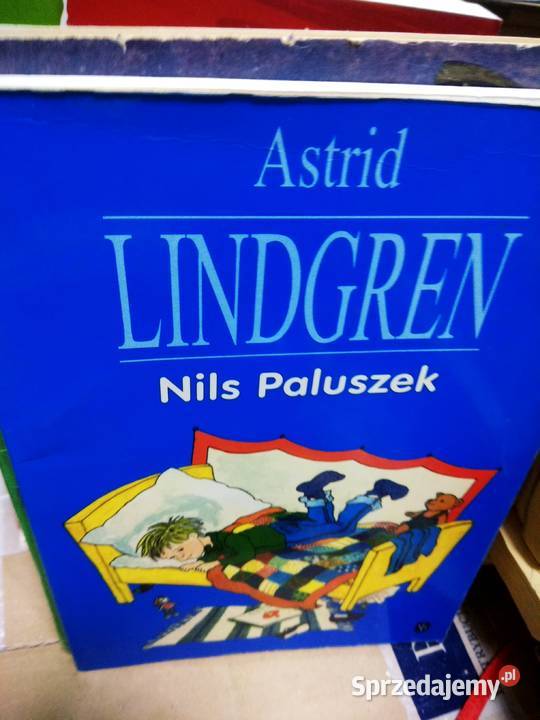 Astrid
LINDGREN
Nils Paluszek
Sprzedajemy.pl